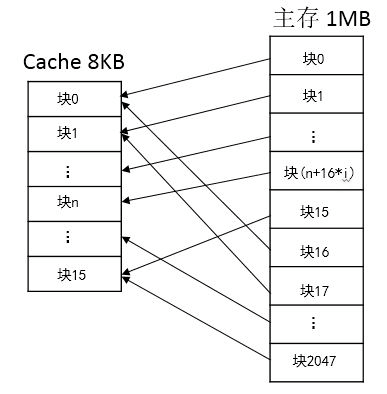 主存 1MB
Cache 8KB
块0
块1
⋮
块n
⋮
块15
块0
块1
⋮
块(n+16*i)
块15
块16
块17
⋮
块2047